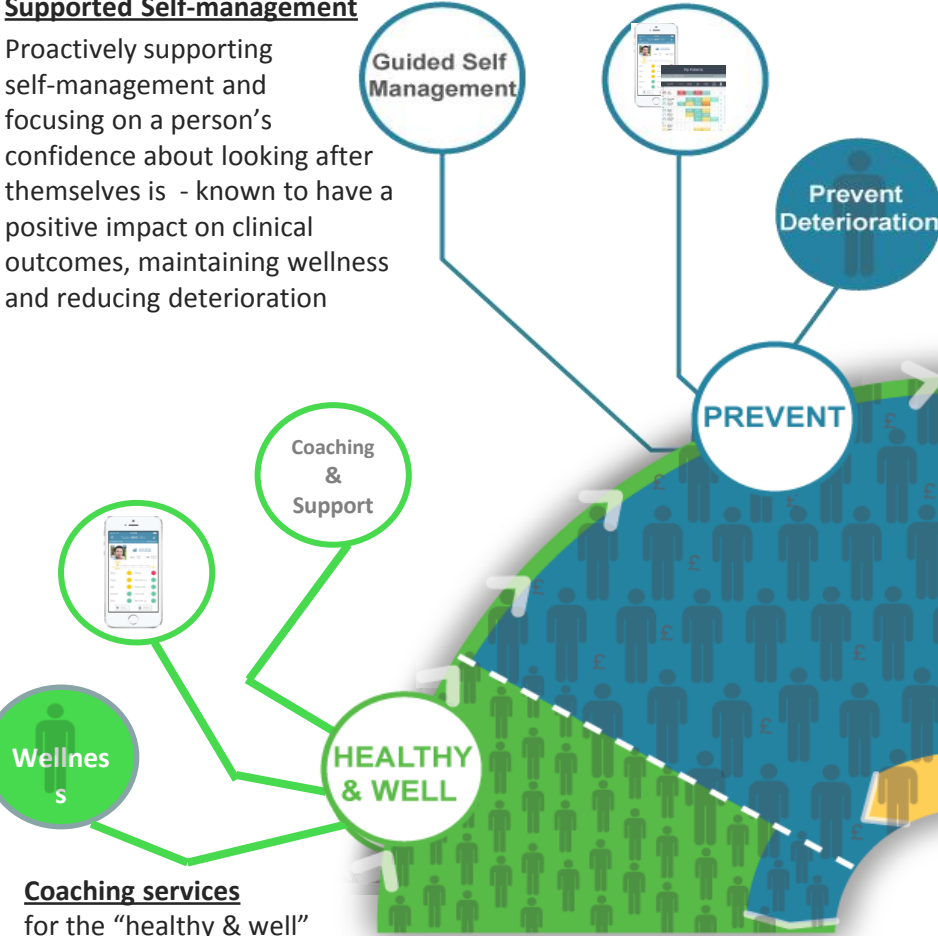 Supported Self-management
Proactively supporting
self-management and
focusing on a person's
confidence about looking after
themselves is  - known to have a
positive impact on clinical
outcomes, maintaining wellness
and reducing deterioration
Guided Self
Management
Prevent
Deterioration
PREVENT
Coaching
&
Support
Wellnes
s
HEALTHY
& WELL
££££££££££
Coaching services
for the "healthy & well"